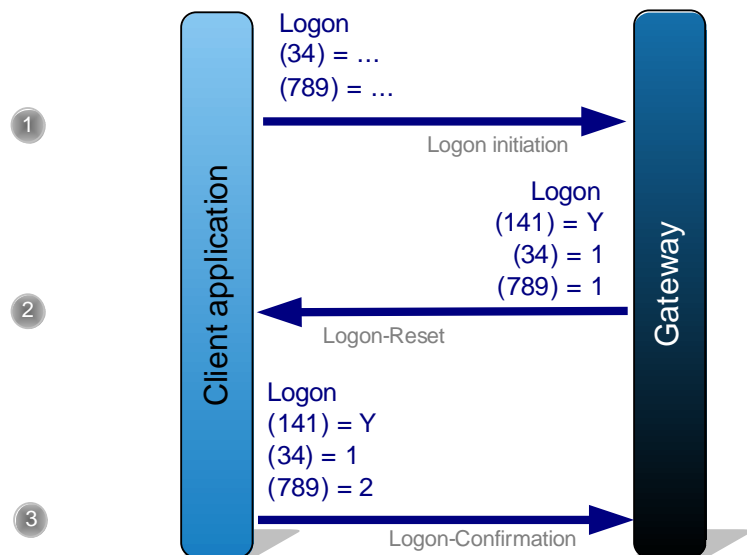 Logon
(34) = ...
(789) = ...
1
Logon initiation
Client application
Gateway
Logon
(141) = Y
(34) = 1
(789) = 1
2
Logon-Reset
Logon
(141) = Y
(34) = 1
(789) = 2
3
Logon-Confirmation